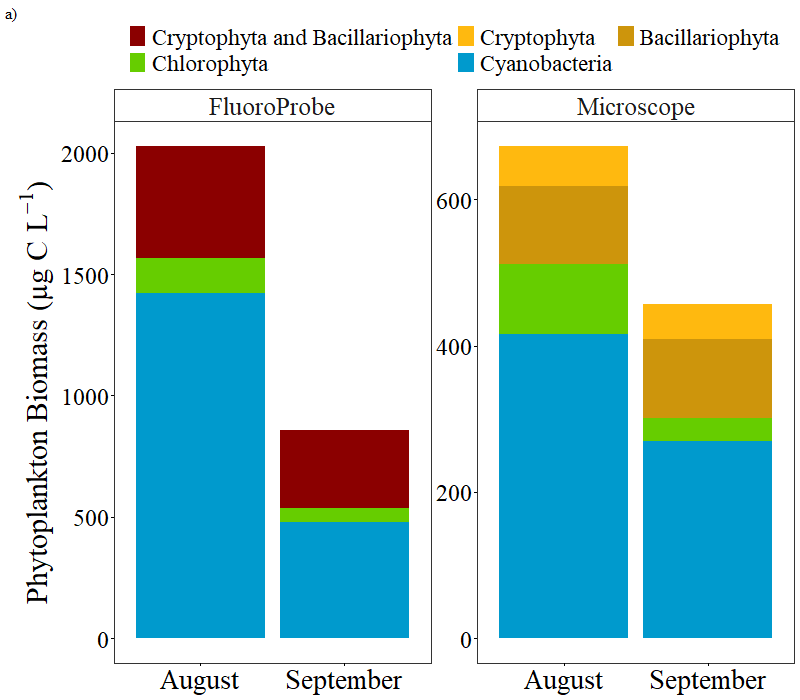 a)
Cryptophyta and Bacillariophyta Cryptophyta Bacillariophyta
Chlorophyta Cyanobacteria
FluoroProbe Microscope
Phytoplankton Biomass (µg C L⁻¹)
2000
1500
1000
500
0
600
400
200
0
August September August September